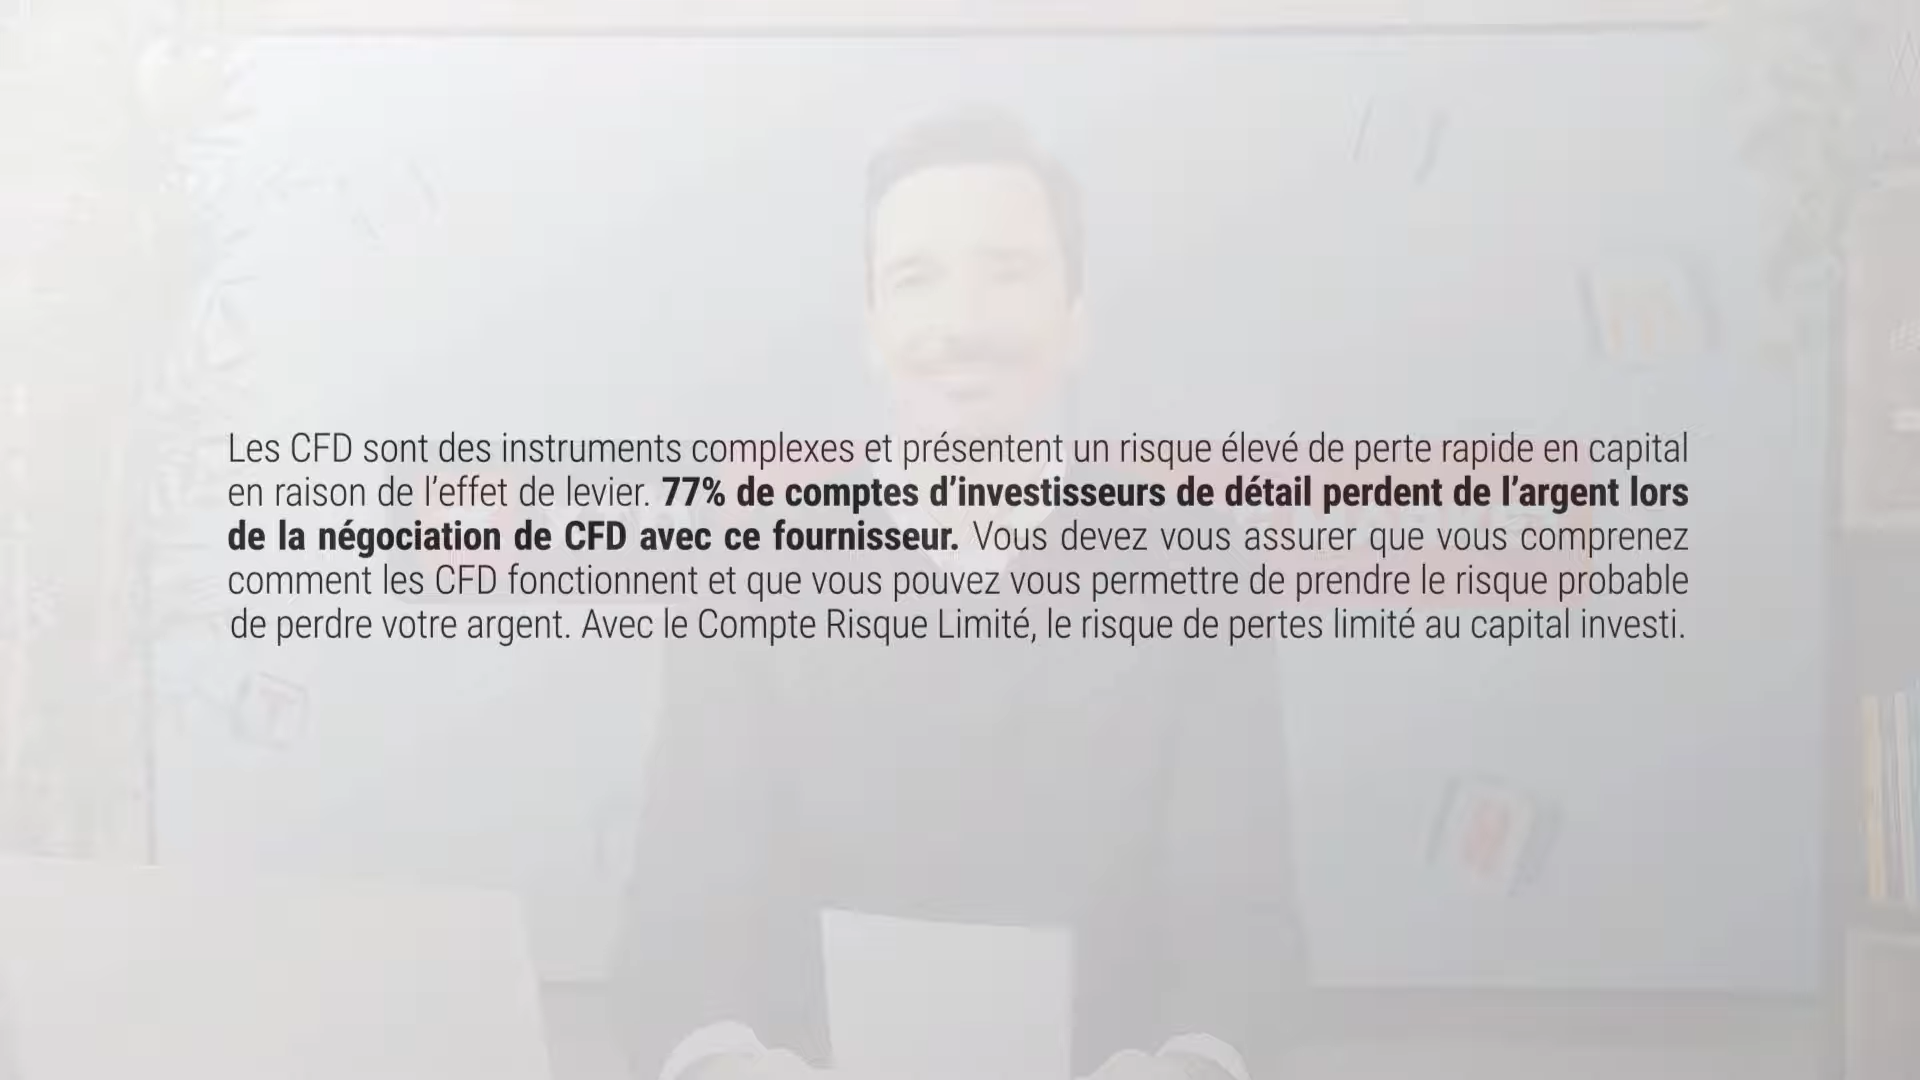 Les CFD sont des instruments complexes et présentent un risque élevé de perte rapide en capital
en raison de l'effet de levier. 77% de comptes d'investisseurs de détail perdent de l'argent lors
de la négociation de CFD avec ce fournisseur. Vous devez vous assurer que vous comprenez
comment les CFD fonctionnent et que vous pouvez vous permettre de prendre le risque probable
de perdre votre argent. Avec le Compte Risque Limité, le risque de pertes limité au capital investi.